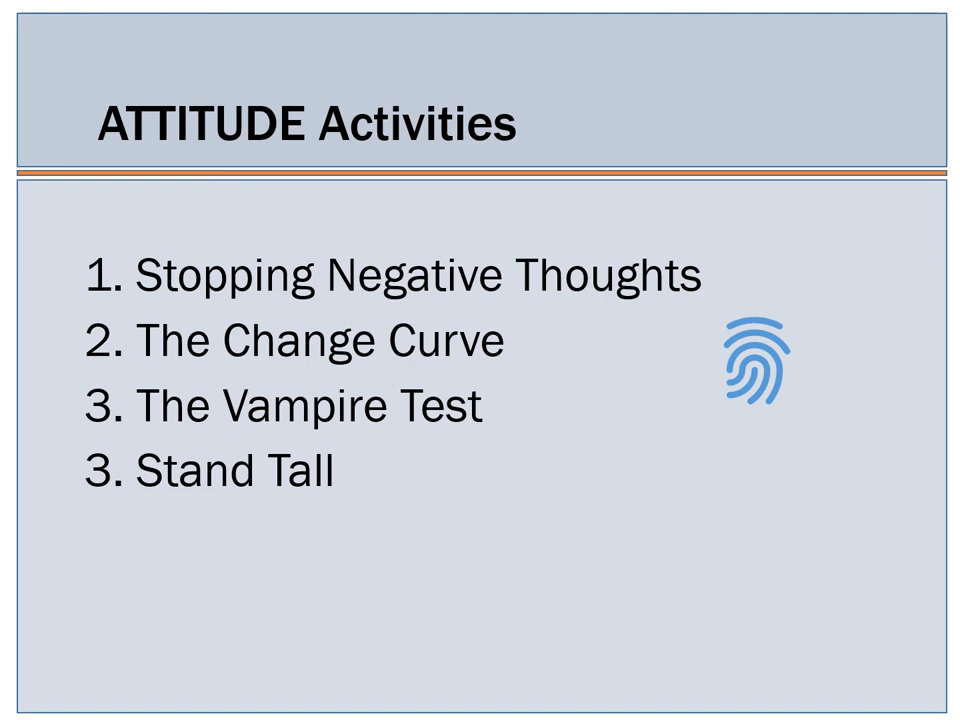 ATTITUDE Activities
1. Stopping Negative Thoughts
2. The Change Curve
3. The Vampire Test
3. Stand Tall